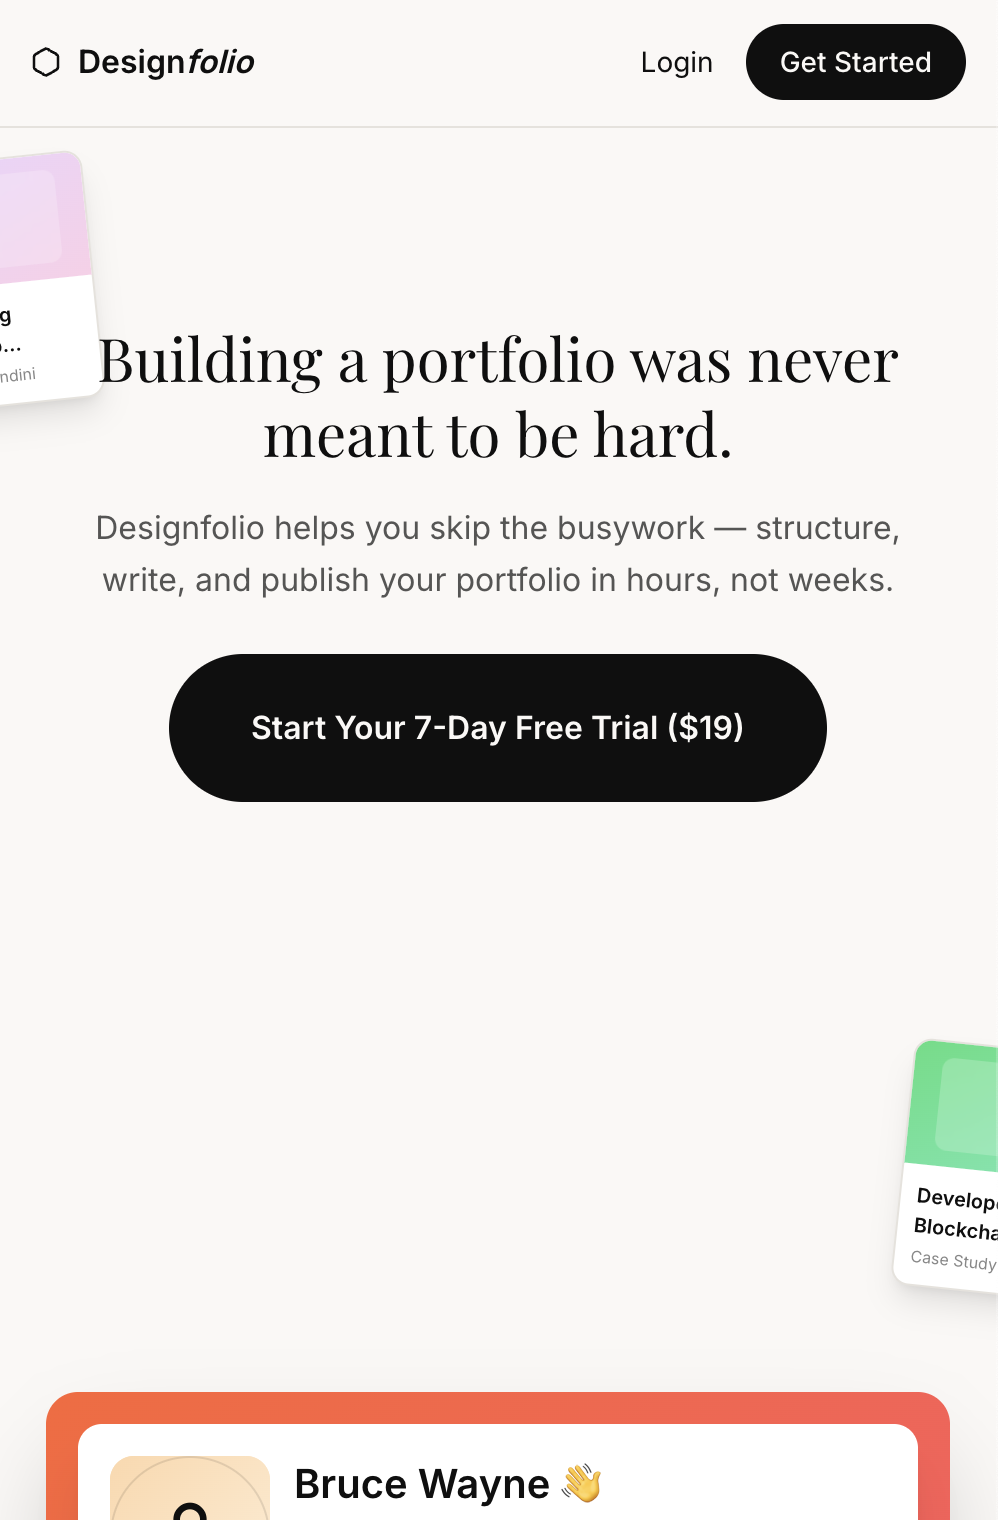 Designfolio
Login
Get Started
g
...
ndini
Building a portfolio was never
meant to be hard.
Designfolio helps you skip the busywork — structure,
write, and publish your portfolio in hours, not weeks.
Start Your 7-Day Free Trial ($19)
Develop
Blockcha
Case Study
Bruce Wayne 👋